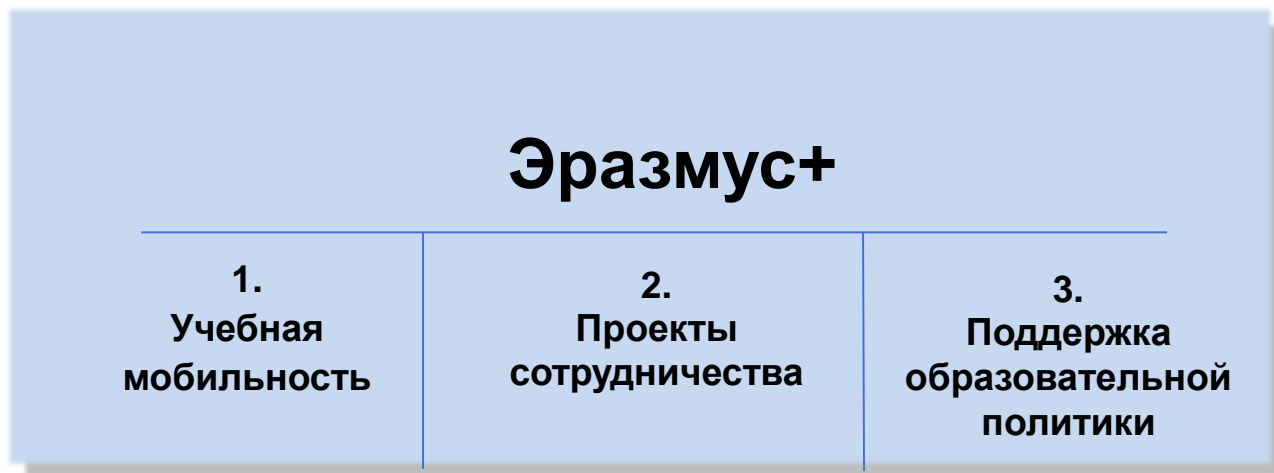 Эразмус+
1.
Учебная
мобильность
2.
Проекты
сотрудничества
3.
Поддержка
образовательной
политики